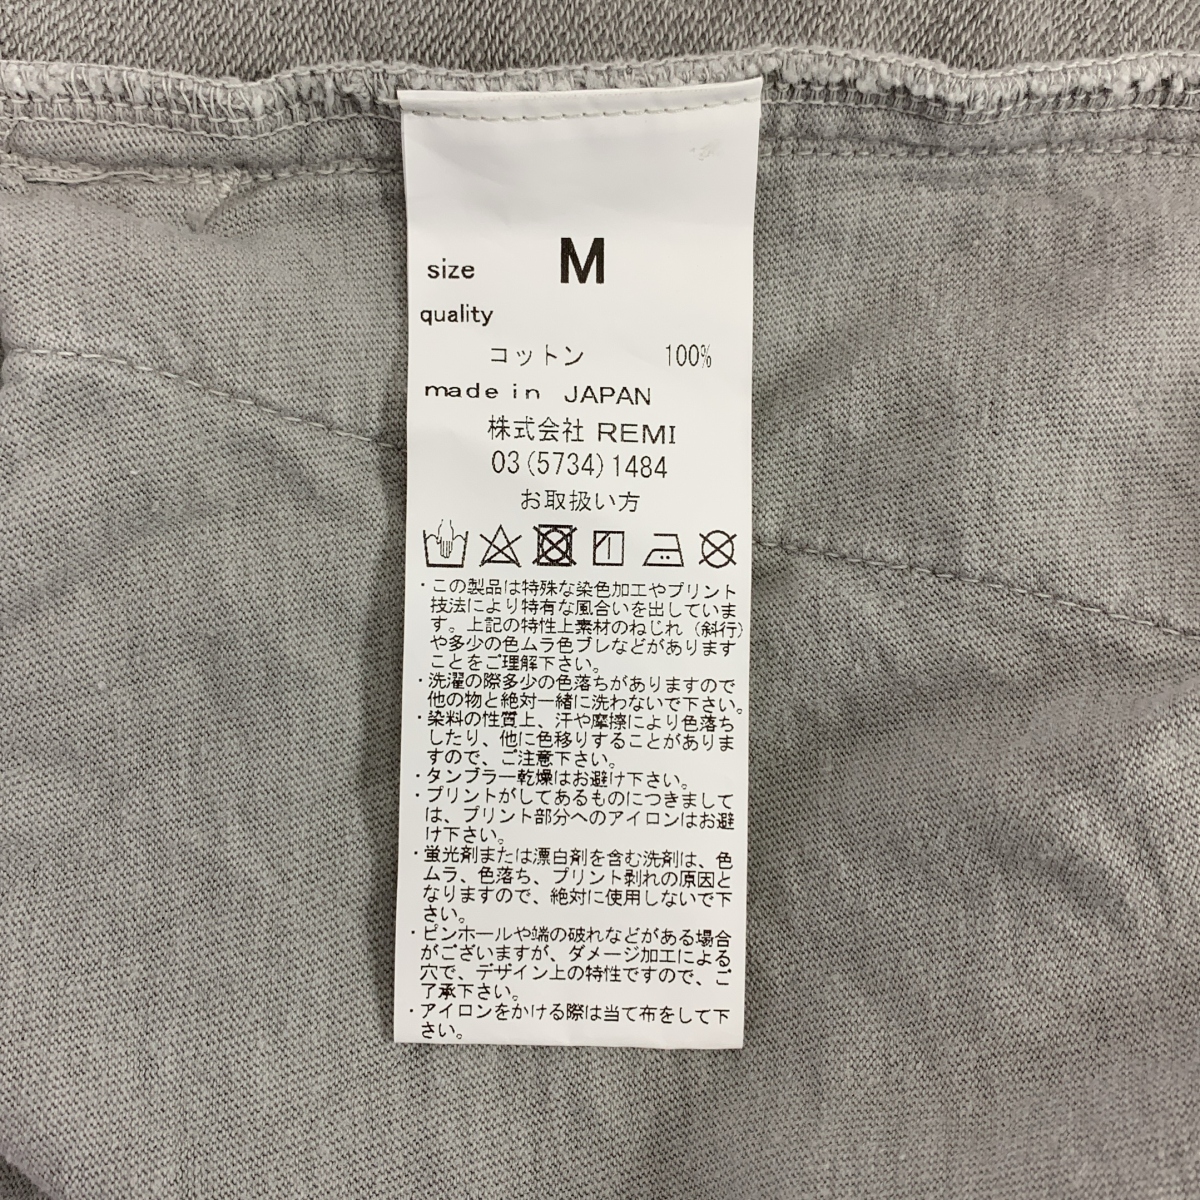 size M
quality
コットン 100%
made in JAPAN
株式会社 REMI
03(5734)1484
お取扱い方
・この製品は特殊な染色加工やプリント
技法により特有な風合いを出していま
す。上記の特性上素材のねじれ（斜行）
や多少の色ムラ色ブレなどがあります
ことをご理解下さい。
・洗濯の際多少の色落ちがありますので
他の物と絶対一緒に洗わないで下さい。
・染料の性質上、汗や摩擦により色落ち
したり、他に色移りすることがありま
すので、ご注意下さい。
・タンブラー乾燥はお避け下さい。
・プリントがしてあるものにつきまして
は、プリント部分へのアイロンはお避
け下さい。
・蛍光剤または漂白剤を含む洗剤は、色
ムラ、色落ち、プリント剥れの原因と
なりますので、絶対に使用しないで下
さい。
・ピンホールや端の破れなどがある場合
がございますが、ダメージ加工による
穴で、デザイン上の特性ですので、ご
了承下さい。
・アイロンをかける際は当て布をして下
さい。